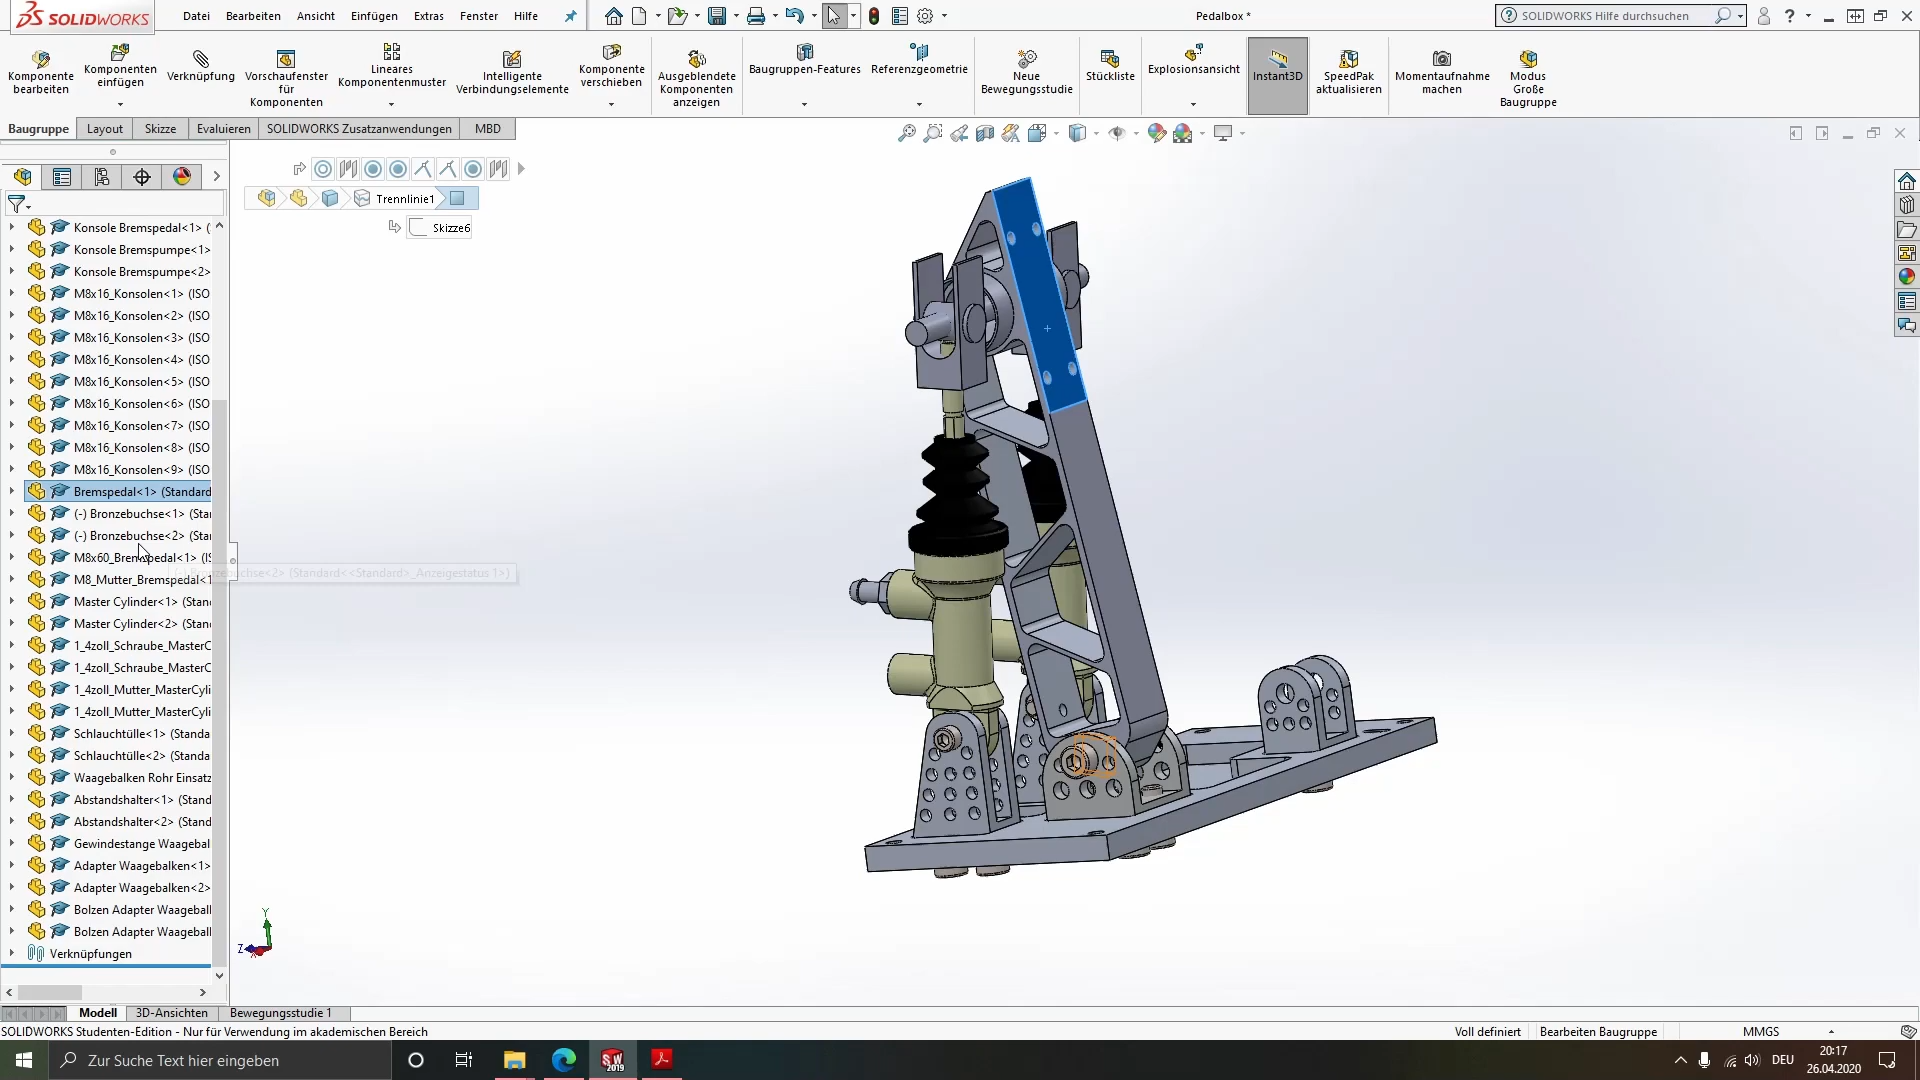 SOLIDWORKS
Datei Bearbeiten Ansicht Einfügen Extras Fenster Hilfe
Pedalbox *
SOLIDWORKS Hilfe durchsuchen
Komponente bearbeiten
Komponenten einfügen
Verknüpfung
Vorschaufenster für Komponenten
Lineares Komponentenmuster
Intelligente Verbindungselemente
Komponente verschieben
Ausgeblendete Komponenten anzeigen
Baugruppen-Features
Referenzgeometrie
Neue Bewegungsstudie
Stückliste
Explosionsansicht
Instant3D
SpeedPak aktualisieren
Momentaufnahme machen
Modus Große Baugruppe
Baugruppe Layout Skizze Evaluieren SOLIDWORKS Zusatzanwendungen MBD
Trennlinie1
Skizze6
Konsole Bremspedal<1> (
Konsole Bremspumpe<1>
Konsole Bremspumpe<2>
M8x16_Konsolen<1> (ISO
M8x16_Konsolen<2> (ISO
M8x16_Konsolen<3> (ISO
M8x16_Konsolen<4> (ISO
M8x16_Konsolen<5> (ISO
M8x16_Konsolen<6> (ISO
M8x16_Konsolen<7> (ISO
M8x16_Konsolen<8> (ISO
M8x16_Konsolen<9> (ISO
Bremspedal<1> (Standard
(-) Bronzebuchse<1> (Sta
(-) Bronzebuchse<2> (Sta
M8x60_Bremspedal<1> (IS
(-) Bronzebuchse<2> (Standard<<Standard>_Anzeigestatus 1>)
M8_Mutter_Bremspedal<1
Master Cylinder<1> (Stan
Master Cylinder<2> (Stan
1_4zoll_Schraube_MasterC
1_4zoll_Schraube_MasterC
1_4zoll_Mutter_MasterCyli
1_4zoll_Mutter_MasterCyli
Schlauchtülle<1> (Standa
Schlauchtülle<2> (Standa
Waagebalken Rohr Einsatz
Abstandshalter<1> (Stand
Abstandshalter<2> (Stand
Gewindestange Waagebal
Adapter Waagebalken<1>
Adapter Waagebalken<2>
Bolzen Adapter Waageball
Bolzen Adapter Waageball
Verknüpfungen
Y
Z
Modell 3D-Ansichten Bewegungsstudie 1
SOLIDWORKS Studenten-Edition - Nur für Verwendung im akademischen Bereich
Voll definiert Bearbeiten Baugruppe MMGS
Zur Suche Text hier eingeben
SW 2019
DEU
20:17
26.04.2020